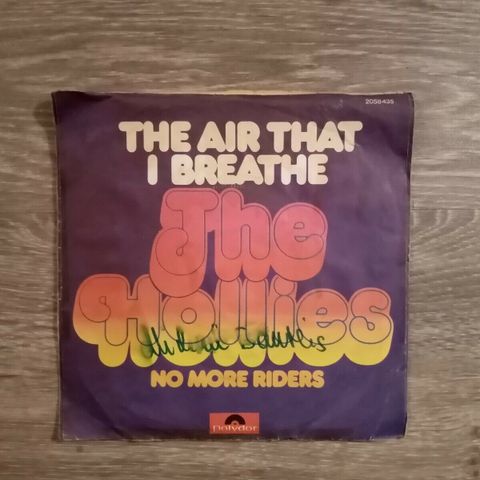 2058435
THE AIR THAT
I BREATHE
The
Hollies
NO MORE RIDERS
polydor